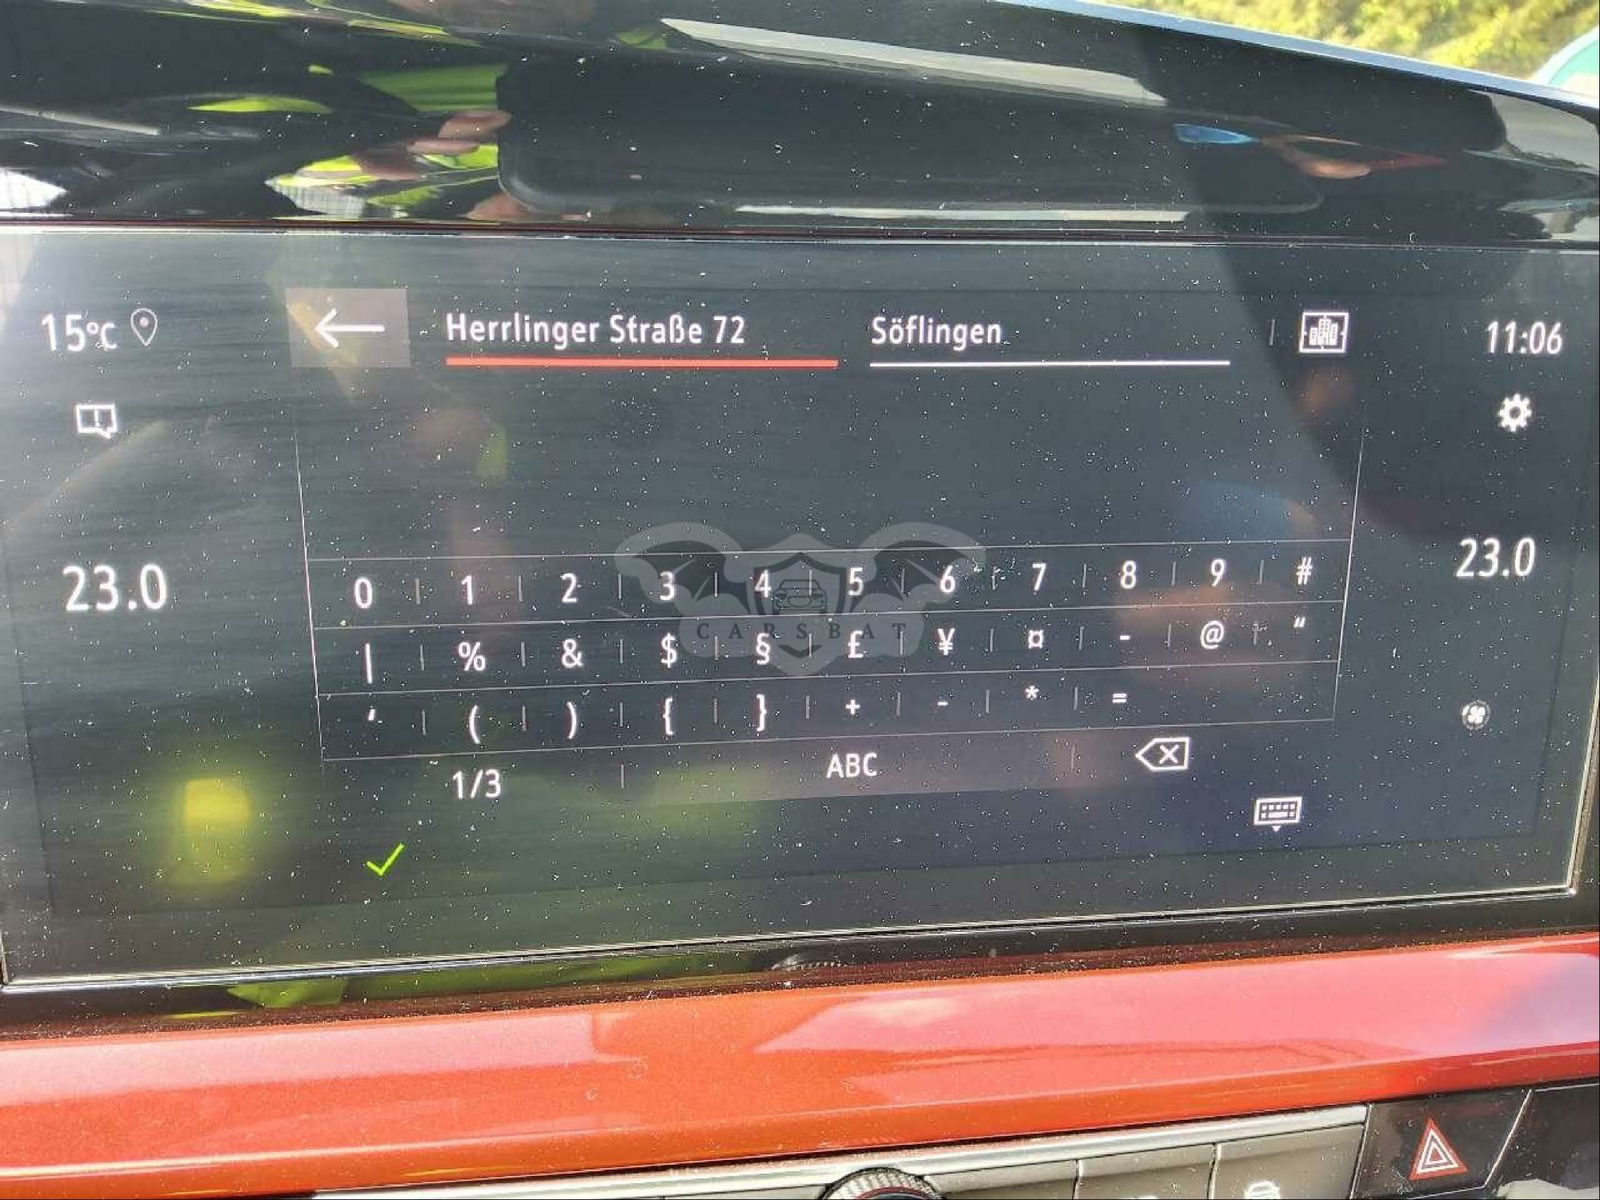 15°C
Herrlinger Straße 72
Söflingen
11:06
23.0
23.0
0 1 2 3 4 5 6 7 8 9 #
| % & $ § £ ¥ ¤ - @ “
‘ ( ) { } + - * =
1/3 ABC
CARSBAT